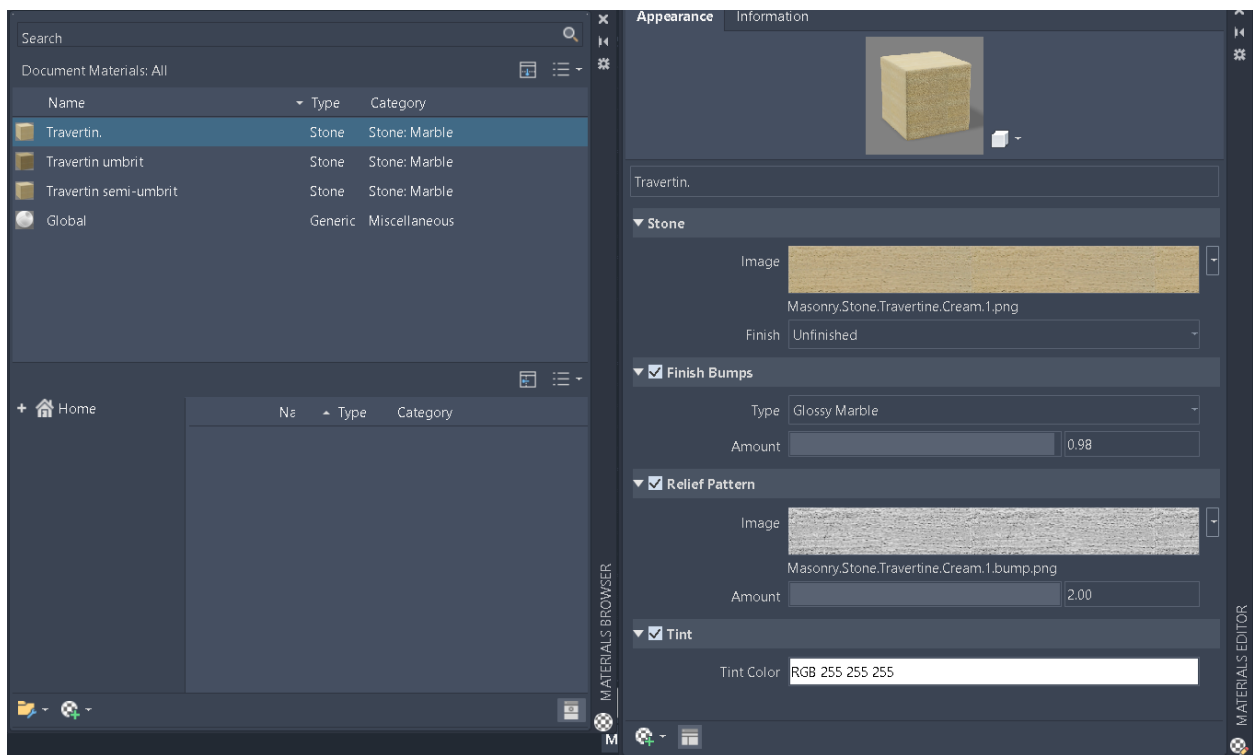 Search
Document Materials: All
Name Type Category
Travertin. Stone Stone: Marble
Travertin umbrit Stone Stone: Marble
Travertin semi-umbrit Stone Stone: Marble
Global Generic Miscellaneous
+ Home
Na Type Category
MATERIALS BROWSER
M
Appearance Information
Travertin.
Stone
Image
Masonry.Stone.Travertine.Cream.1.png
Finish Unfinished
Finish Bumps
Type Glossy Marble
Amount 0.98
Relief Pattern
Image
Masonry.Stone.Travertine.Cream.1.bump.png
Amount 2.00
Tint
Tint Color RGB 255 255 255
MATERIALS EDITOR